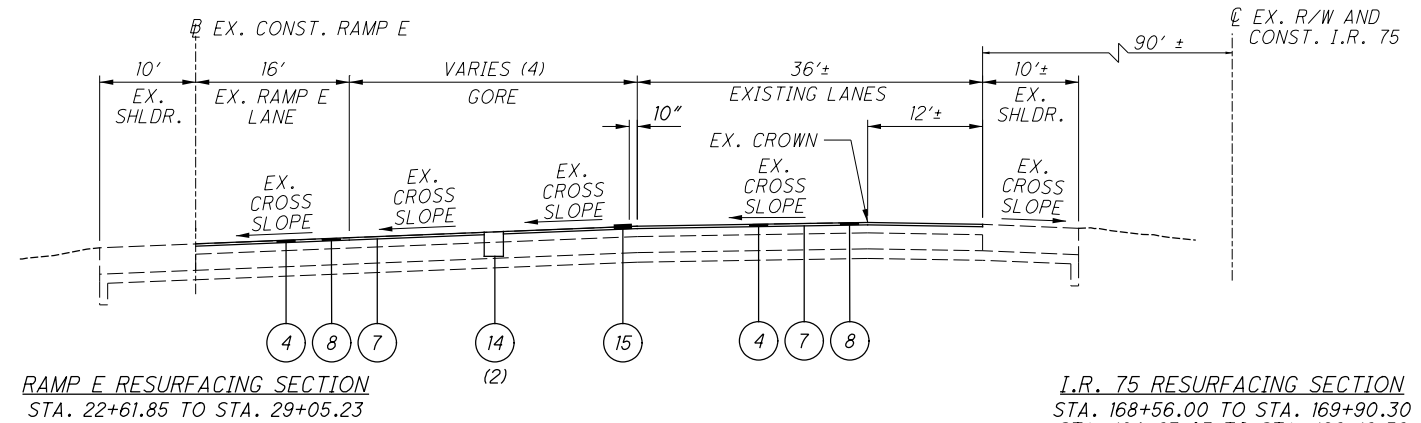 ℄ EX. R/W AND
CONST. I.R. 75
EX. CONST. RAMP E
90' ±
10'
16'
VARIES (4)
36'±
10'±
EX.
SHLDR.
EX. RAMP E
LANE
GORE
EXISTING LANES
EX.
SHLDR.
10"
12'±
EX. CROWN
EX.
CROSS
SLOPE
EX.
CROSS
SLOPE
EX.
CROSS
SLOPE
EX.
CROSS
SLOPE
EX.
CROSS
SLOPE
4
8
7
14
15
4
7
8
(2)
RAMP E RESURFACING SECTION
STA. 22+61.85 TO STA. 29+05.23
I.R. 75 RESURFACING SECTION
STA. 168+56.00 TO STA. 169+90.30